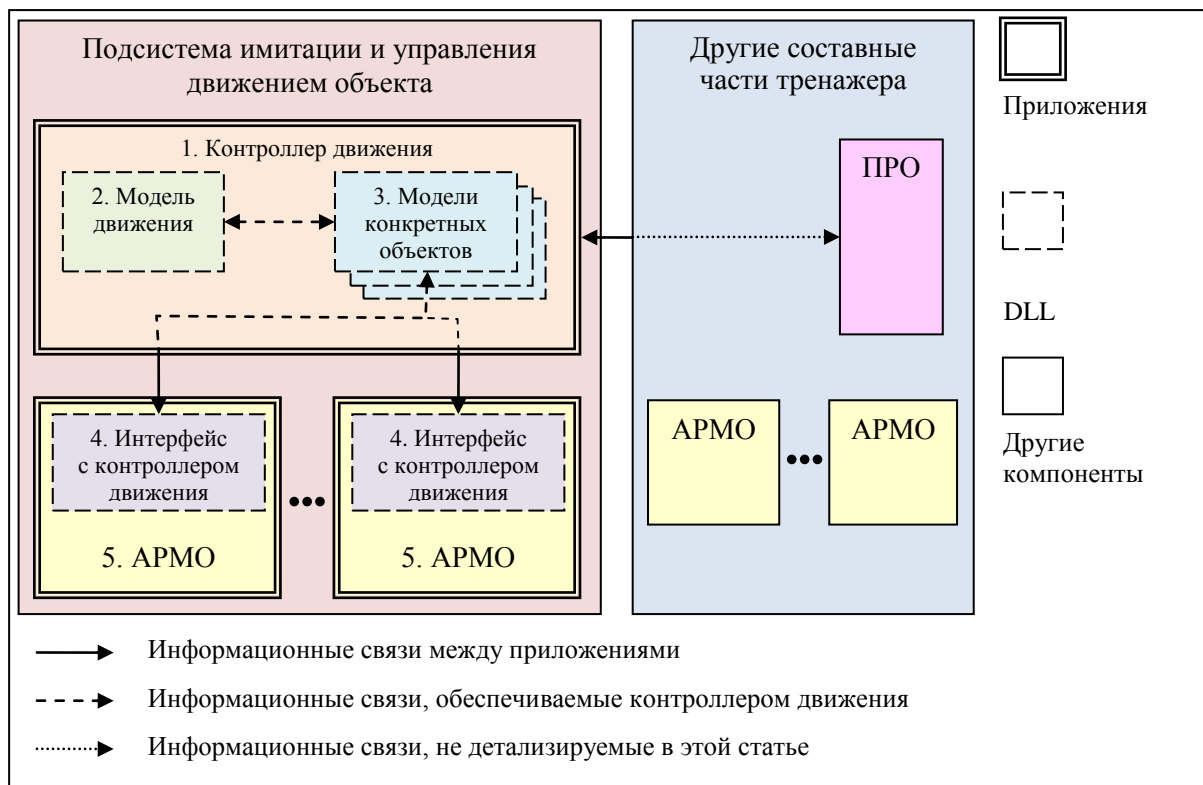 Подсистема имитации и управления
движением объекта
1. Контроллер движения
2. Модель
движения
3. Модели
конкретных
объектов
4. Интерфейс
с контроллером
движения
5. АРМО
4. Интерфейс
с контроллером
движения
5. АРМО
Другие составные
части тренажера
ПРО
АРМО
АРМО
Приложения
DLL
Другие
компоненты
Информационные связи между приложениями
Информационные связи, обеспечиваемые контроллером движения
Информационные связи, не детализируемые в этой статье